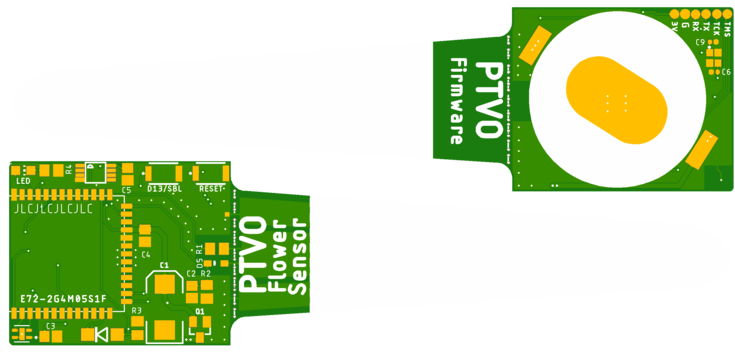 3V
G
RX
TX
TCK
TMS
C9
C6
PTVO
Firmware
LED
R4
D
C5
D13/SBL
RESET
JLCJLCJLCJLC
C4
R1
D5
C1
C2
R2
E72-2G4M05S1F
C3
R3
Q1
PTVO
Flower
Sensor